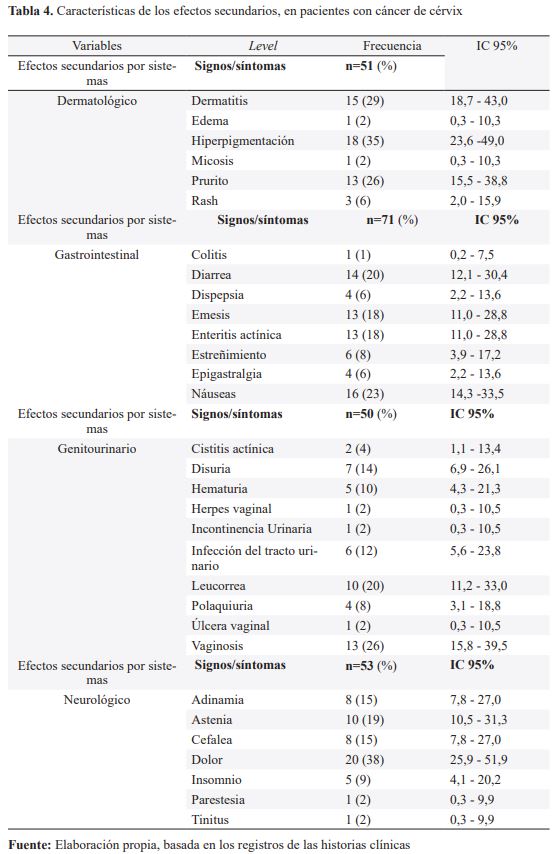 Tabla 4. Características de los efectos secundarios, en pacientes con cáncer de cérvix
Variables Level Frecuencia IC 95%
Efectos secundarios por siste- Signos/síntomas n=51 (%)
mas
Dermatológico Dermatitis 15 (29) 18,7 - 43,0
Edema 1 (2) 0,3 - 10,3
Hiperpigmentación 18 (35) 23,6 -49,0
Micosis 1 (2) 0,3 - 10,3
Prurito 13 (26) 15,5 - 38,8
Rash 3 (6) 2,0 - 15,9
Efectos secundarios por siste- Signos/síntomas n=71 (%) IC 95%
mas
Gastrointestinal Colitis 1 (1) 0,2 - 7,5
Diarrea 14 (20) 12,1 - 30,4
Dispepsia 4 (6) 2,2 - 13,6
Emesis 13 (18) 11,0 - 28,8
Enteritis actínica 13 (18) 11,0 - 28,8
Estreñimiento 6 (8) 3,9 - 17,2
Epigastralgia 4 (6) 2,2 - 13,6
Náuseas 16 (23) 14,3 -33,5
Efectos secundarios por siste- Signos/síntomas n=50 (%) IC 95%
mas
Genitourinario Cistitis actínica 2 (4) 1,1 - 13,4
Disuria 7 (14) 6,9 - 26,1
Hematuria 5 (10) 4,3 - 21,3
Herpes vaginal 1 (2) 0,3 - 10,5
Incontinencia Urinaria 1 (2) 0,3 - 10,5
Infección del tracto uri- 6 (12) 5,6 - 23,8
nario
Leucorrea 10 (20) 11,2 - 33,0
Polaquiuria 4 (8) 3,1 - 18,8
Úlcera vaginal 1 (2) 0,3 - 10,5
Vaginosis 13 (26) 15,8 - 39,5
Efectos secundarios por siste- Signos/síntomas n=53 (%) IC 95%
mas
Neurológico Adinamia 8 (15) 7,8 - 27,0
Astenia 10 (19) 10,5 - 31,3
Cefalea 8 (15) 7,8 - 27,0
Dolor 20 (38) 25,9 - 51,9
Insomnio 5 (9) 4,1 - 20,2
Parestesia 1 (2) 0,3 - 9,9
Tinitus 1 (2) 0,3 - 9,9
Fuente: Elaboración propia, basada en los registros de las historias clínicas